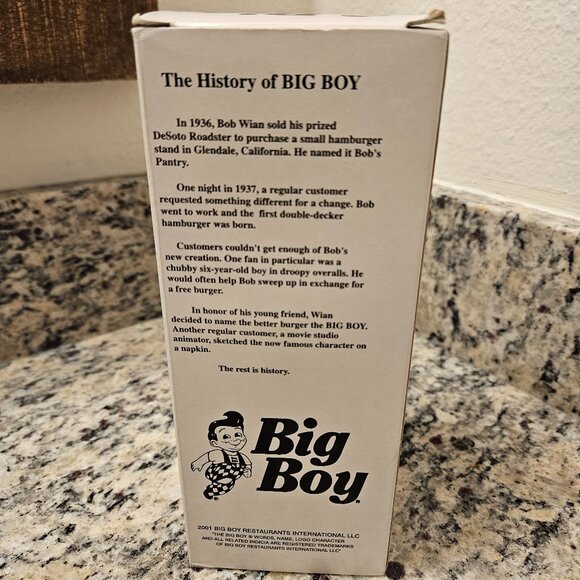 The History of BIG BOY
In 1936, Bob Wian sold his prized
DeSoto Roadster to purchase a small hamburger
stand in Glendale, California. He named it Bob's
Pantry.
One night in 1937, a regular customer
requested something different for a change. Bob
went to work and the first double-decker
hamburger was born.
Customers couldn't get enough of Bob's
new creation. One fan in particular was a
chubby six-year-old boy in droopy overalls. He
would often help Bob sweep up in exchange for
a free burger.
In honor of his young friend, Wian
decided to name the better burger the BIG BOY.
Another regular customer, a movie studio
animator, sketched the now famous character on
a napkin.
The rest is history.
Big
Boy
2001 BIG BOY RESTAURANTS INTERNATIONAL LLC
"THE BIG BOY ® WORDS, NAME, LOGO CHARACTER
AND ALL RELATED INDICIA ARE REGISTERED TRADEMARKS
OF BIG BOY RESTAURANTS INTERNATIONAL LLC"